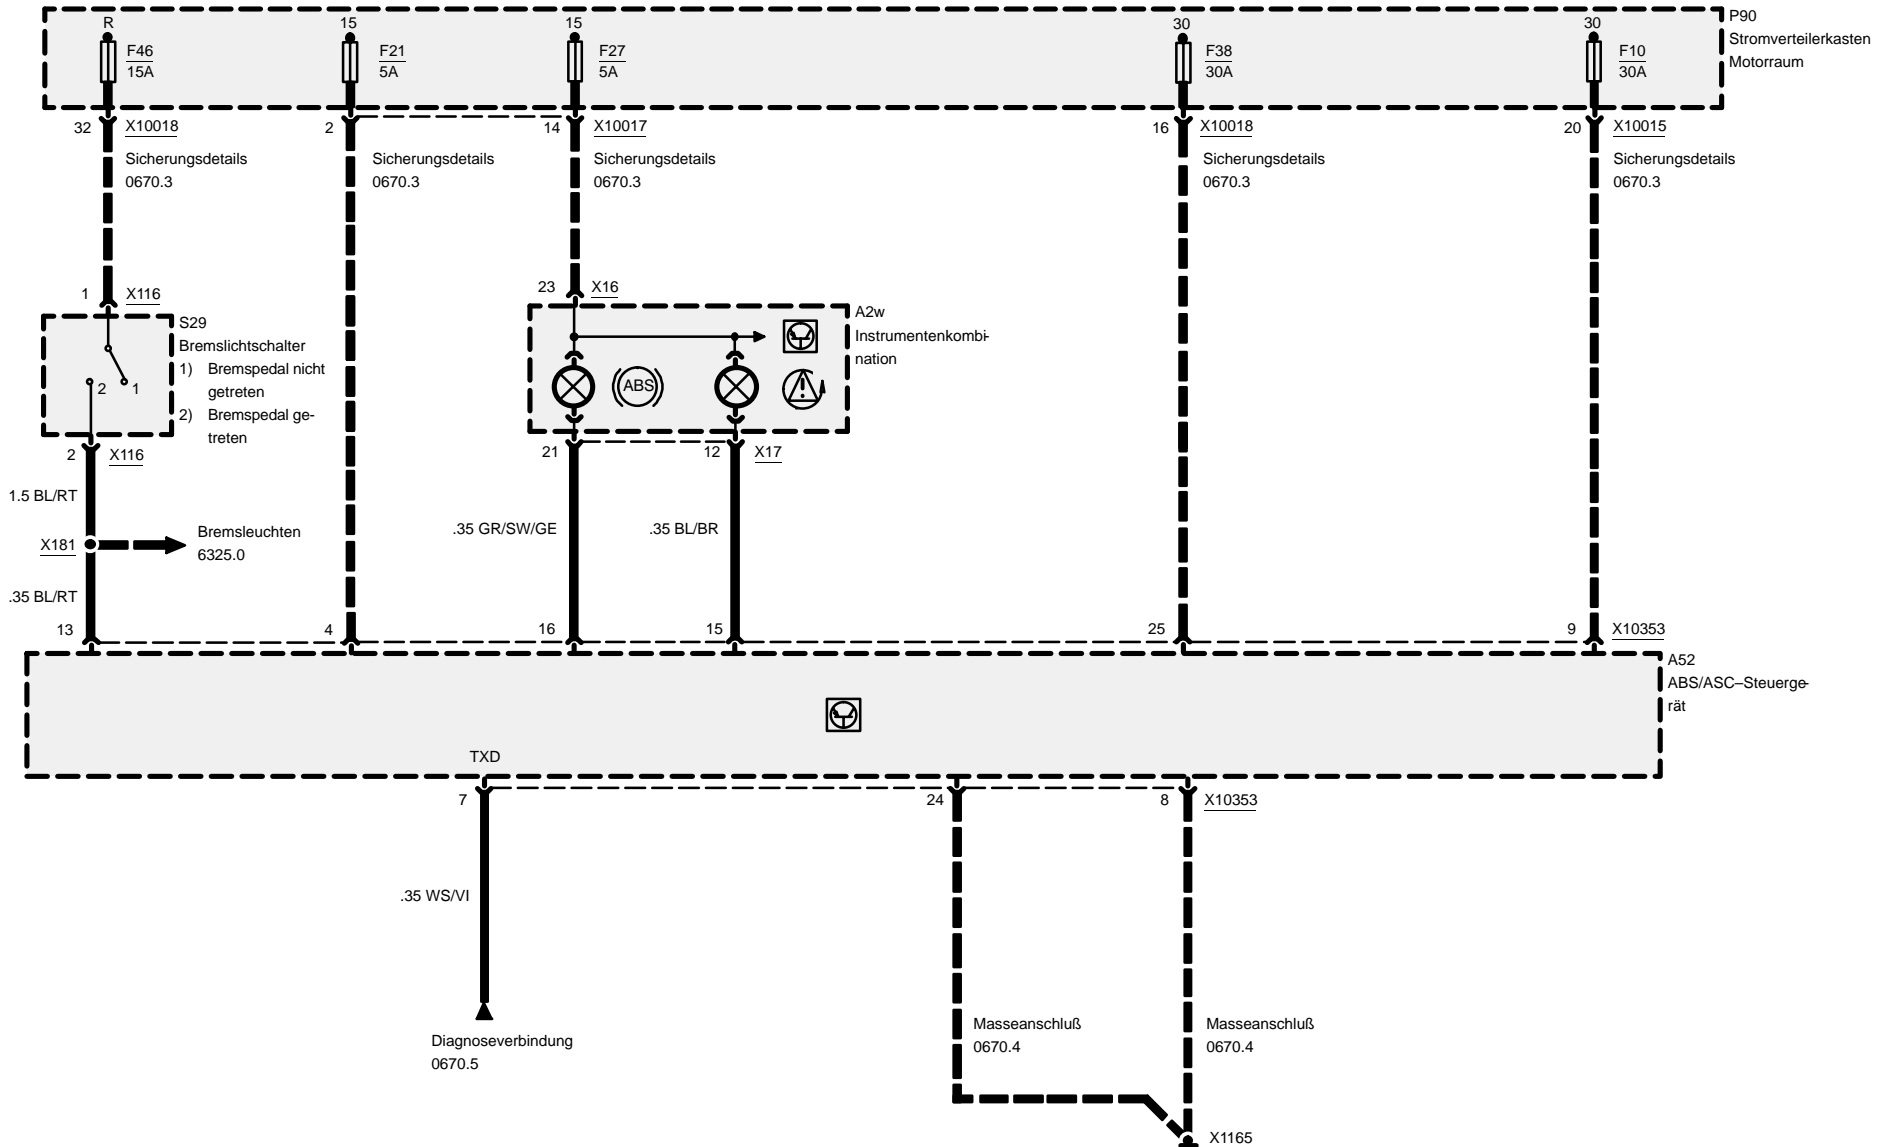 R
15
15
30
30
P90
Stromverteilerkasten
Motorraum
F46
15A
F21
5A
F27
5A
F38
30A
F10
30A
32
X10018
2
14
X10017
16
X10018
20
X10015
Sicherungsdetails
0670.3
Sicherungsdetails
0670.3
Sicherungsdetails
0670.3
Sicherungsdetails
0670.3
Sicherungsdetails
0670.3
1
X116
23
X16
S29
Bremslichtschalter
1) Bremspedal nicht
getreten
2) Bremspedal ge-
treten
2
1
A2w
Instrumentenkombi-
nation
ABS
2
X116
21
12
X17
1.5 BL/RT
.35 GR/SW/GE
.35 BL/BR
X181
Bremsleuchten
6325.0
.35 BL/RT
13
4
16
15
25
9
X10353
A52
ABS/ASC–Steuerge-
rät
TXD
7
24
8
X10353
.35 WS/VI
Diagnoseverbindung
0670.5
Masseanschluß
0670.4
Masseanschluß
0670.4
X1165